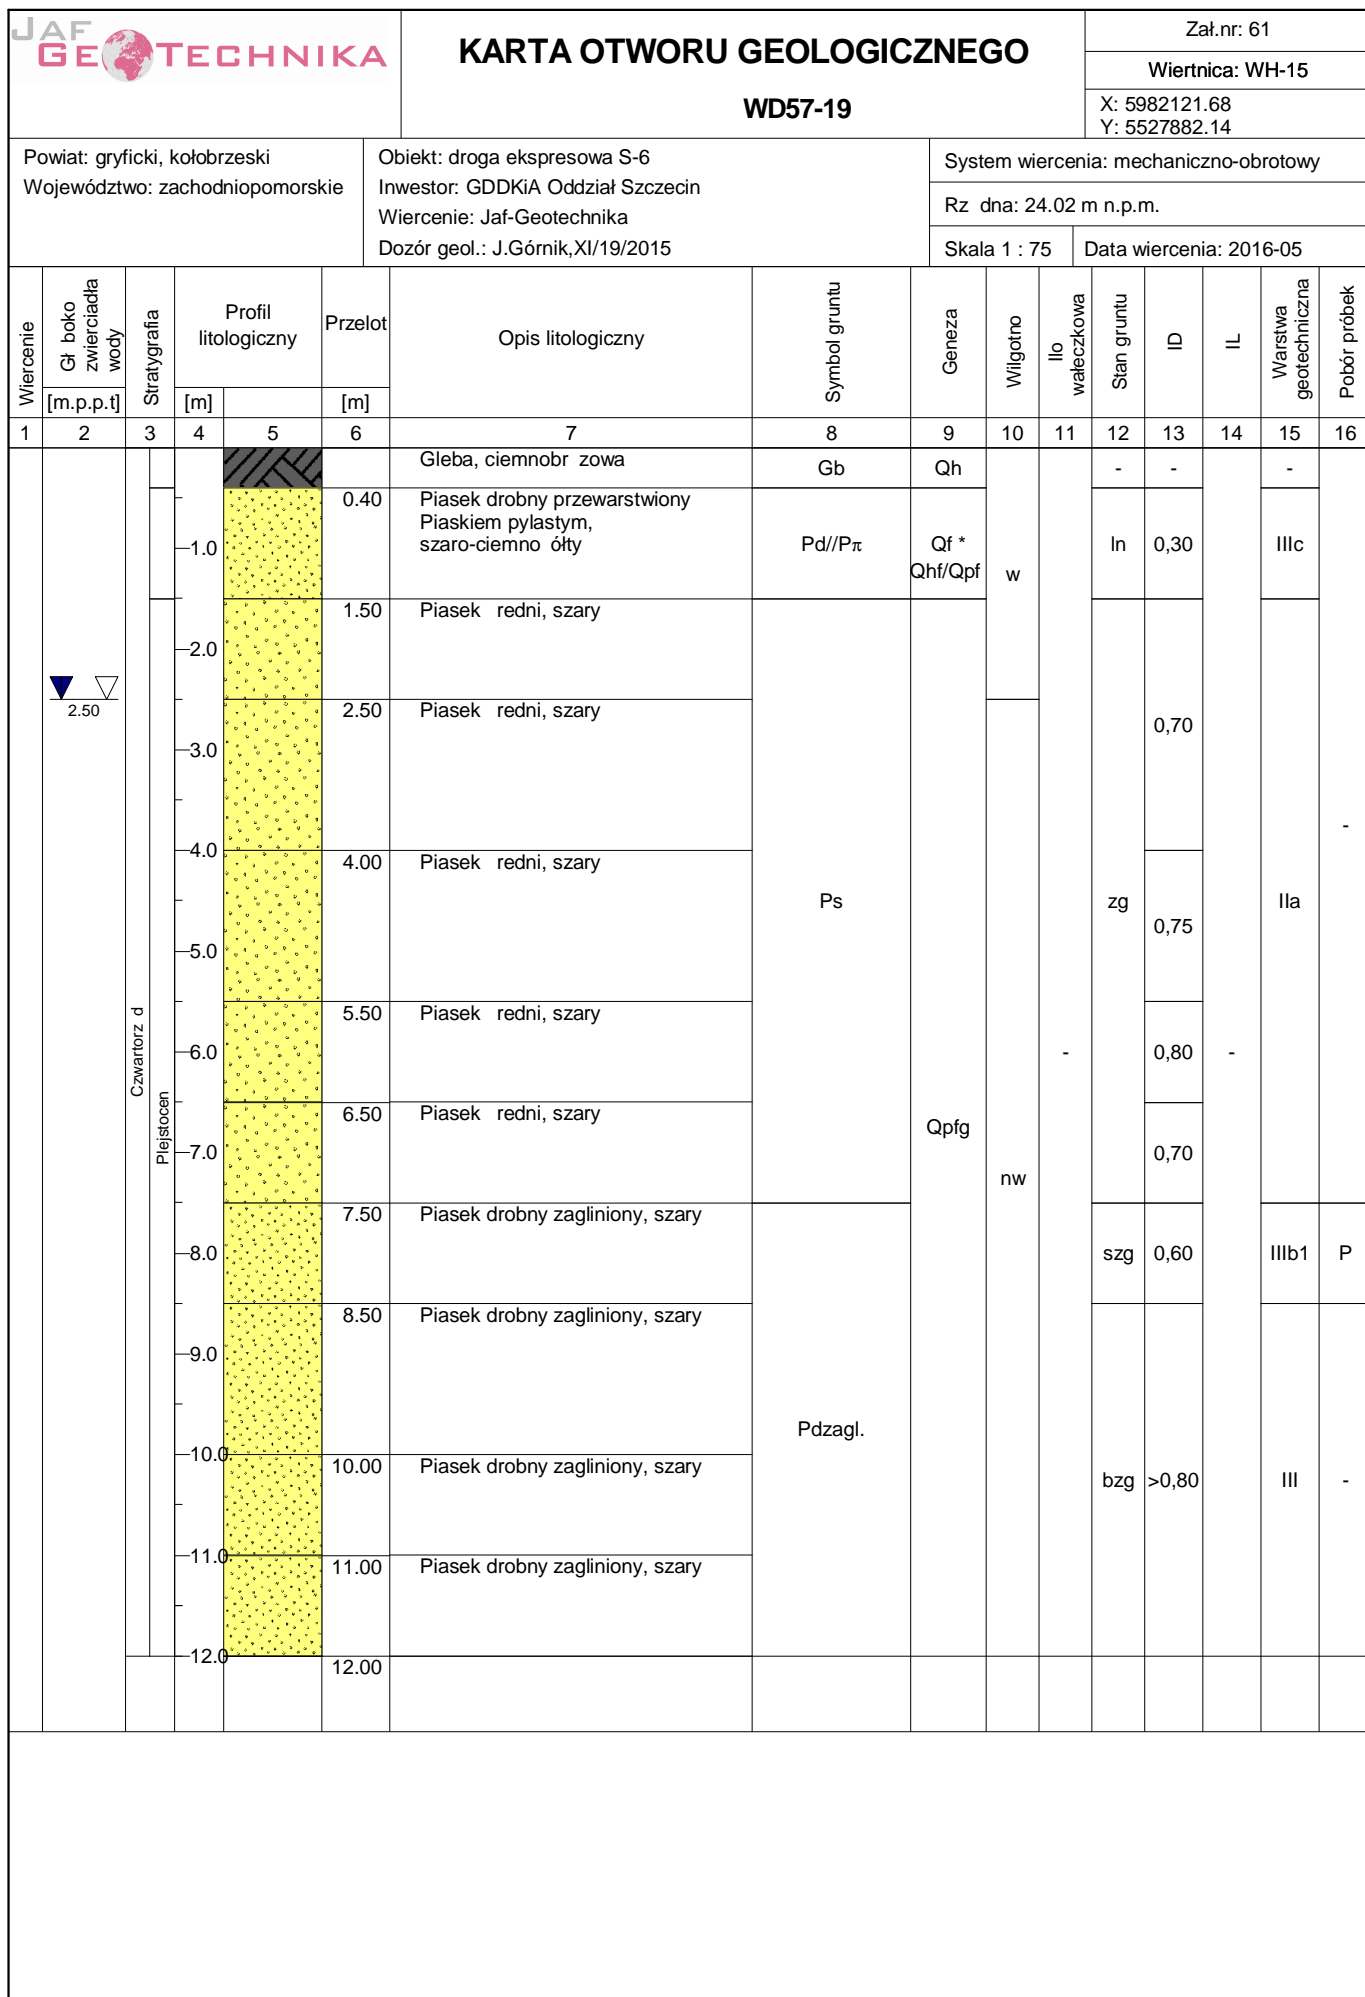 JAF
GEOTECHNIKA
KARTA OTWORU GEOLOGICZNEGO
WD57-19
Zał.nr: 61
Wiertnica: WH-15
X: 5982121.68
Y: 5527882.14
Powiat: gryficki, kołobrzeski
Województwo: zachodniopomorskie
Obiekt: droga ekspresowa S-6
Inwestor: GDDKiA Oddział Szczecin
Wiercenie: Jaf-Geotechnika
Dozór geol.: J.Górnik,XI/19/2015
System wiercenia: mechaniczno-obrotowy
Rz dna: 24.02 m n.p.m.
Skala 1 : 75
Data wiercenia: 2016-05
Wiercenie
Gł boko
zwierciadła
wody
[m.p.p.t]
Stratygrafia
Profil
litologiczny
[m]
Przelot
[m]
Opis litologiczny
Symbol gruntu
Geneza
Wilgotno
Ilo
wałeczkowa
Stan gruntu
ID
IL
Warstwa
geotechniczna
Pobór próbek
1 2 3 4 5 6 7 8 9 10 11 12 13 14 15 16
Gleba, ciemnobr zowa Gb Qh - - -
0.40 Piasek drobny przewarstwiony
Piaskiem pylastym,
szaro-ciemno ółty
1.0 Pd//Pπ Qf * ln 0,30 IIIc
Qhf/Qpf w
1.50 Piasek redni, szary
2.0
2.50
2.50 Piasek redni, szary
0,70
3.0
-
4.0
4.00 Piasek redni, szary
Ps zg IIa
0,75
5.0
5.50 Piasek redni, szary
Czwartorz d
6.0 - 0,80 -
Plejstocen
6.50 Piasek redni, szary
Qpfg
7.0 0,70
nw
7.50 Piasek drobny zagliniony, szary
8.0 szg 0,60 IIIb1 P
8.50 Piasek drobny zagliniony, szary
9.0
Pdzagl.
10.0
10.00 Piasek drobny zagliniony, szary
bzg >0,80 III -
11.0
11.00 Piasek drobny zagliniony, szary
12.0
12.00